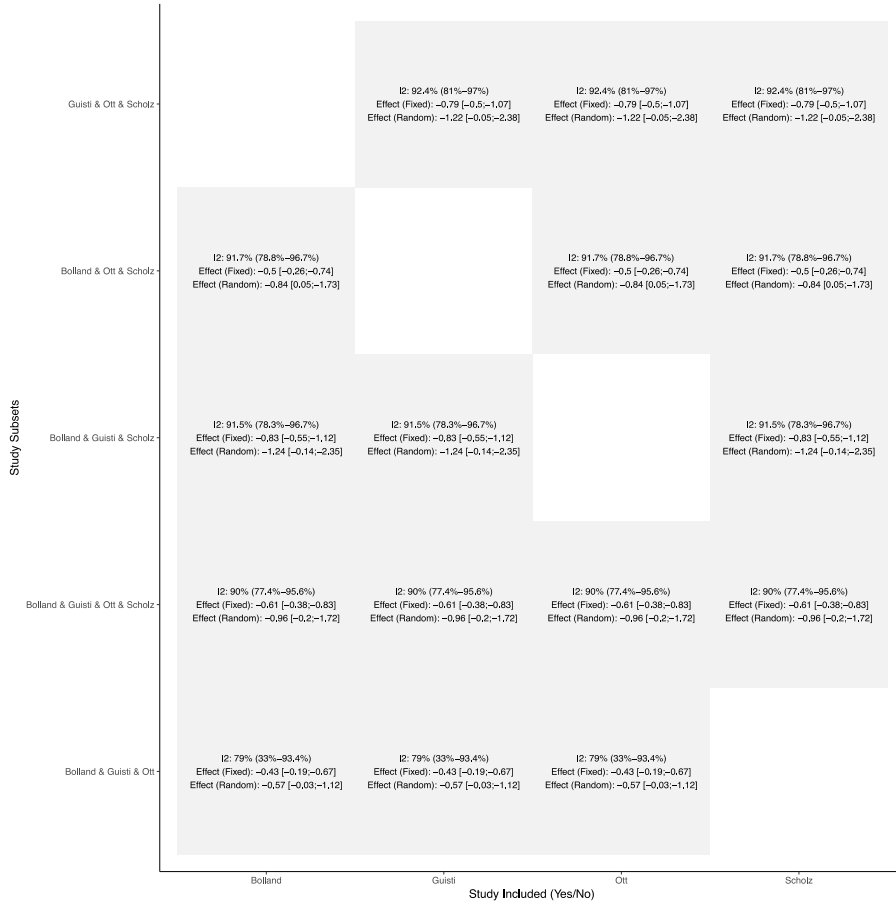 Guisti & Ott & Scholz
I2: 92.4% (81%−97%)
Effect (Fixed): −0.79 [−0.5;−1.07]
Effect (Random): −1.22 [−0.05;−2.38]
I2: 92.4% (81%−97%)
Effect (Fixed): −0.79 [−0.5;−1.07]
Effect (Random): −1.22 [−0.05;−2.38]
I2: 92.4% (81%−97%)
Effect (Fixed): −0.79 [−0.5;−1.07]
Effect (Random): −1.22 [−0.05;−2.38]
Bolland & Ott & Scholz
I2: 91.7% (78.8%−96.7%)
Effect (Fixed): −0.5 [−0.26;−0.74]
Effect (Random): −0.84 [0.05;−1.73]
I2: 91.7% (78.8%−96.7%)
Effect (Fixed): −0.5 [−0.26;−0.74]
Effect (Random): −0.84 [0.05;−1.73]
I2: 91.7% (78.8%−96.7%)
Effect (Fixed): −0.5 [−0.26;−0.74]
Effect (Random): −0.84 [0.05;−1.73]
Study Subsets
Bolland & Guisti & Scholz
I2: 91.5% (78.3%−96.7%)
Effect (Fixed): −0.83 [−0.55;−1.12]
Effect (Random): −1.24 [−0.14;−2.35]
I2: 91.5% (78.3%−96.7%)
Effect (Fixed): −0.83 [−0.55;−1.12]
Effect (Random): −1.24 [−0.14;−2.35]
I2: 91.5% (78.3%−96.7%)
Effect (Fixed): −0.83 [−0.55;−1.12]
Effect (Random): −1.24 [−0.14;−2.35]
Bolland & Guisti & Ott & Scholz
I2: 90% (77.4%−95.6%)
Effect (Fixed): −0.61 [−0.38;−0.83]
Effect (Random): −0.96 [−0.2;−1.72]
I2: 90% (77.4%−95.6%)
Effect (Fixed): −0.61 [−0.38;−0.83]
Effect (Random): −0.96 [−0.2;−1.72]
I2: 90% (77.4%−95.6%)
Effect (Fixed): −0.61 [−0.38;−0.83]
Effect (Random): −0.96 [−0.2;−1.72]
I2: 90% (77.4%−95.6%)
Effect (Fixed): −0.61 [−0.38;−0.83]
Effect (Random): −0.96 [−0.2;−1.72]
Bolland & Guisti & Ott
I2: 79% (33%−93.4%)
Effect (Fixed): −0.43 [−0.19;−0.67]
Effect (Random): −0.57 [−0.03;−1.12]
I2: 79% (33%−93.4%)
Effect (Fixed): −0.43 [−0.19;−0.67]
Effect (Random): −0.57 [−0.03;−1.12]
I2: 79% (33%−93.4%)
Effect (Fixed): −0.43 [−0.19;−0.67]
Effect (Random): −0.57 [−0.03;−1.12]
Bolland
Guisti
Ott
Scholz
Study Included (Yes/No)